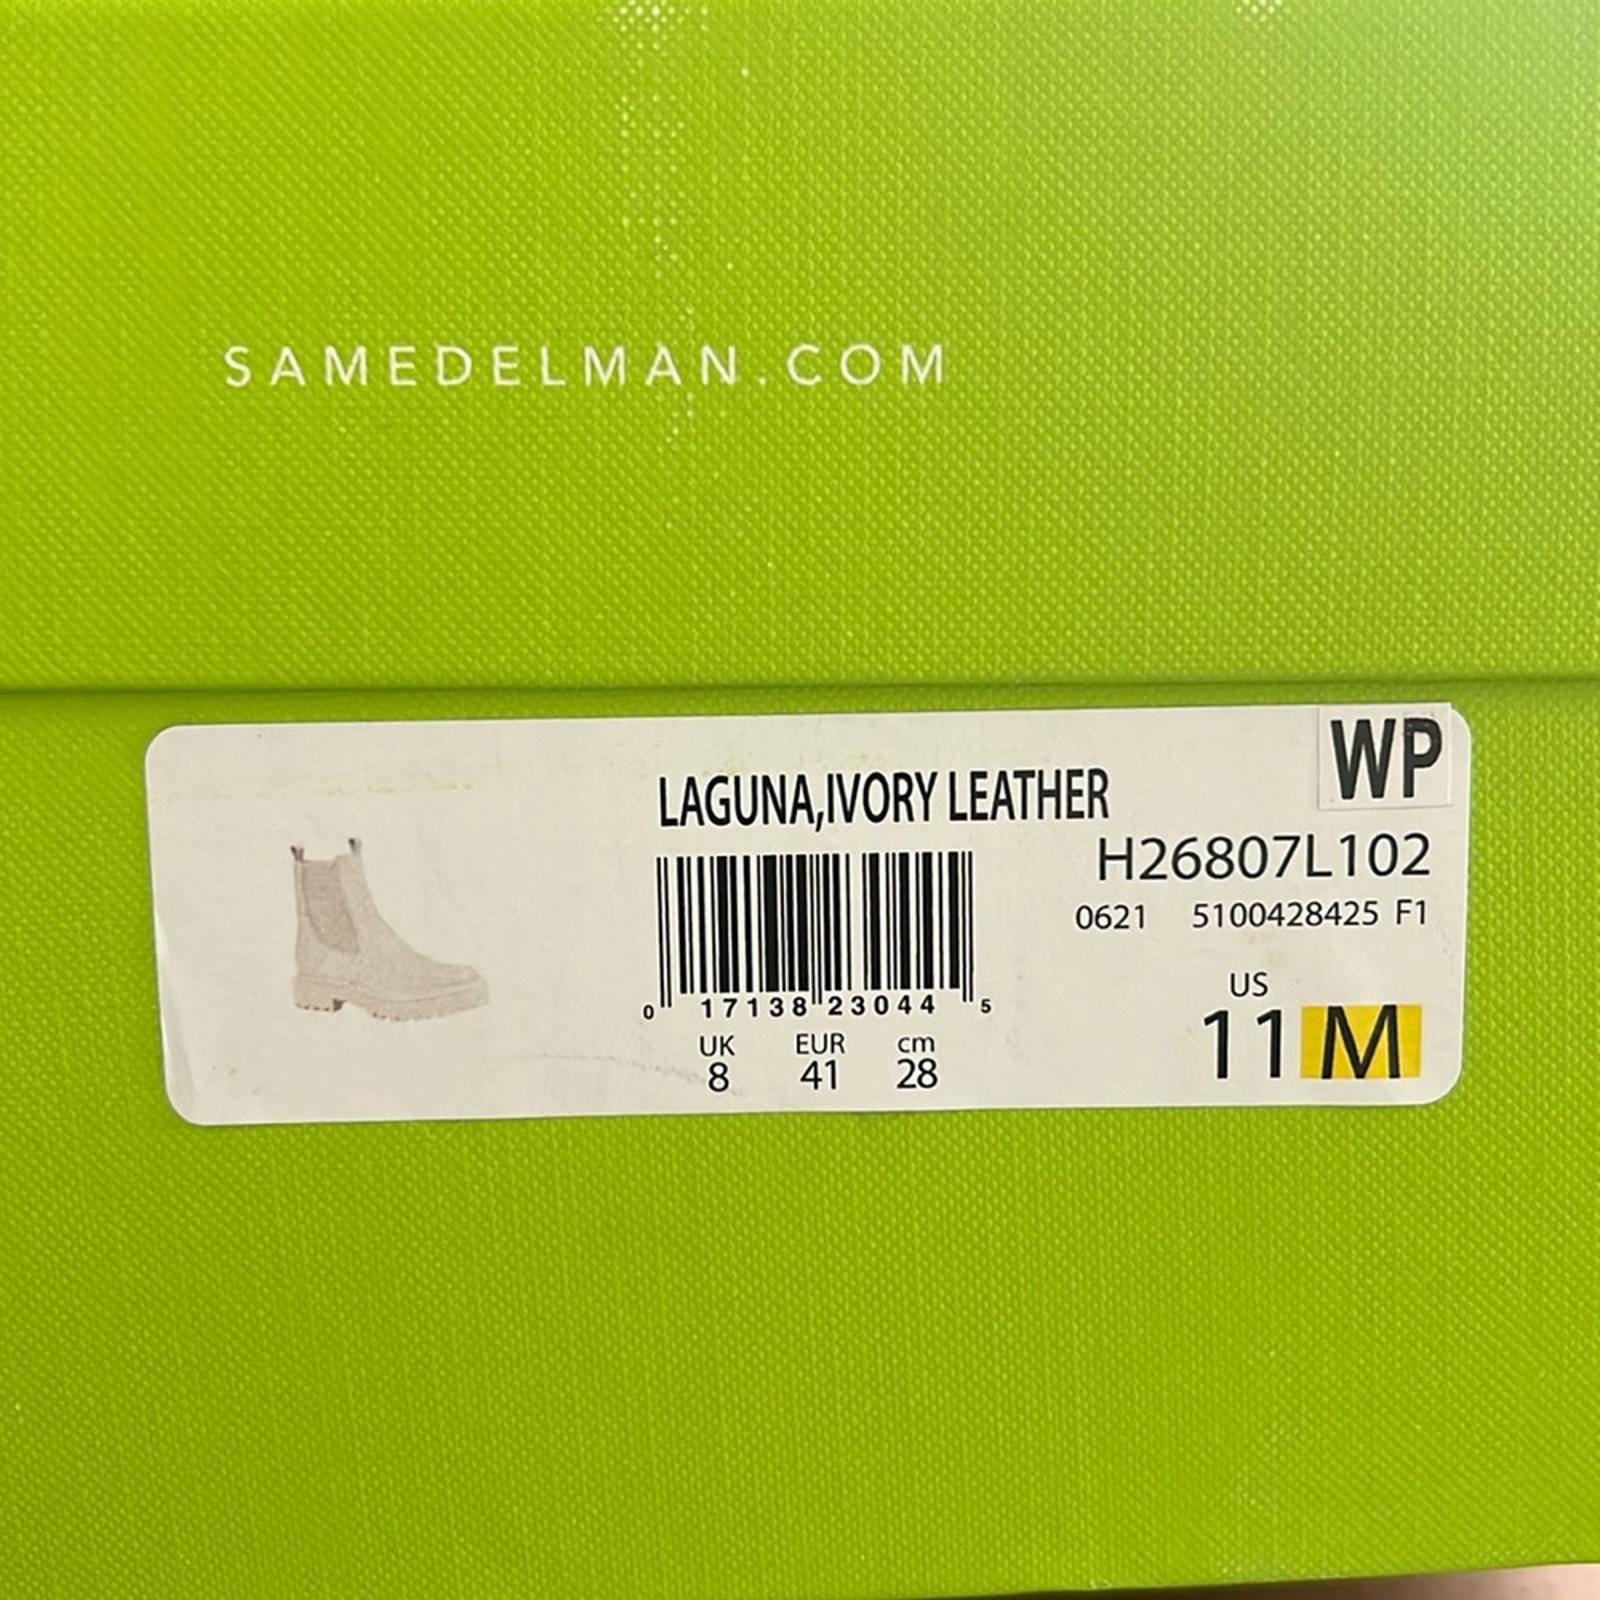 SAMEDELMAN.COM
WP
LAGUNA,IVORY LEATHER
H26807L102
0621 5100428425 F1
0 17138 23044 5
UK EUR cm
8 41 28
US
11 M